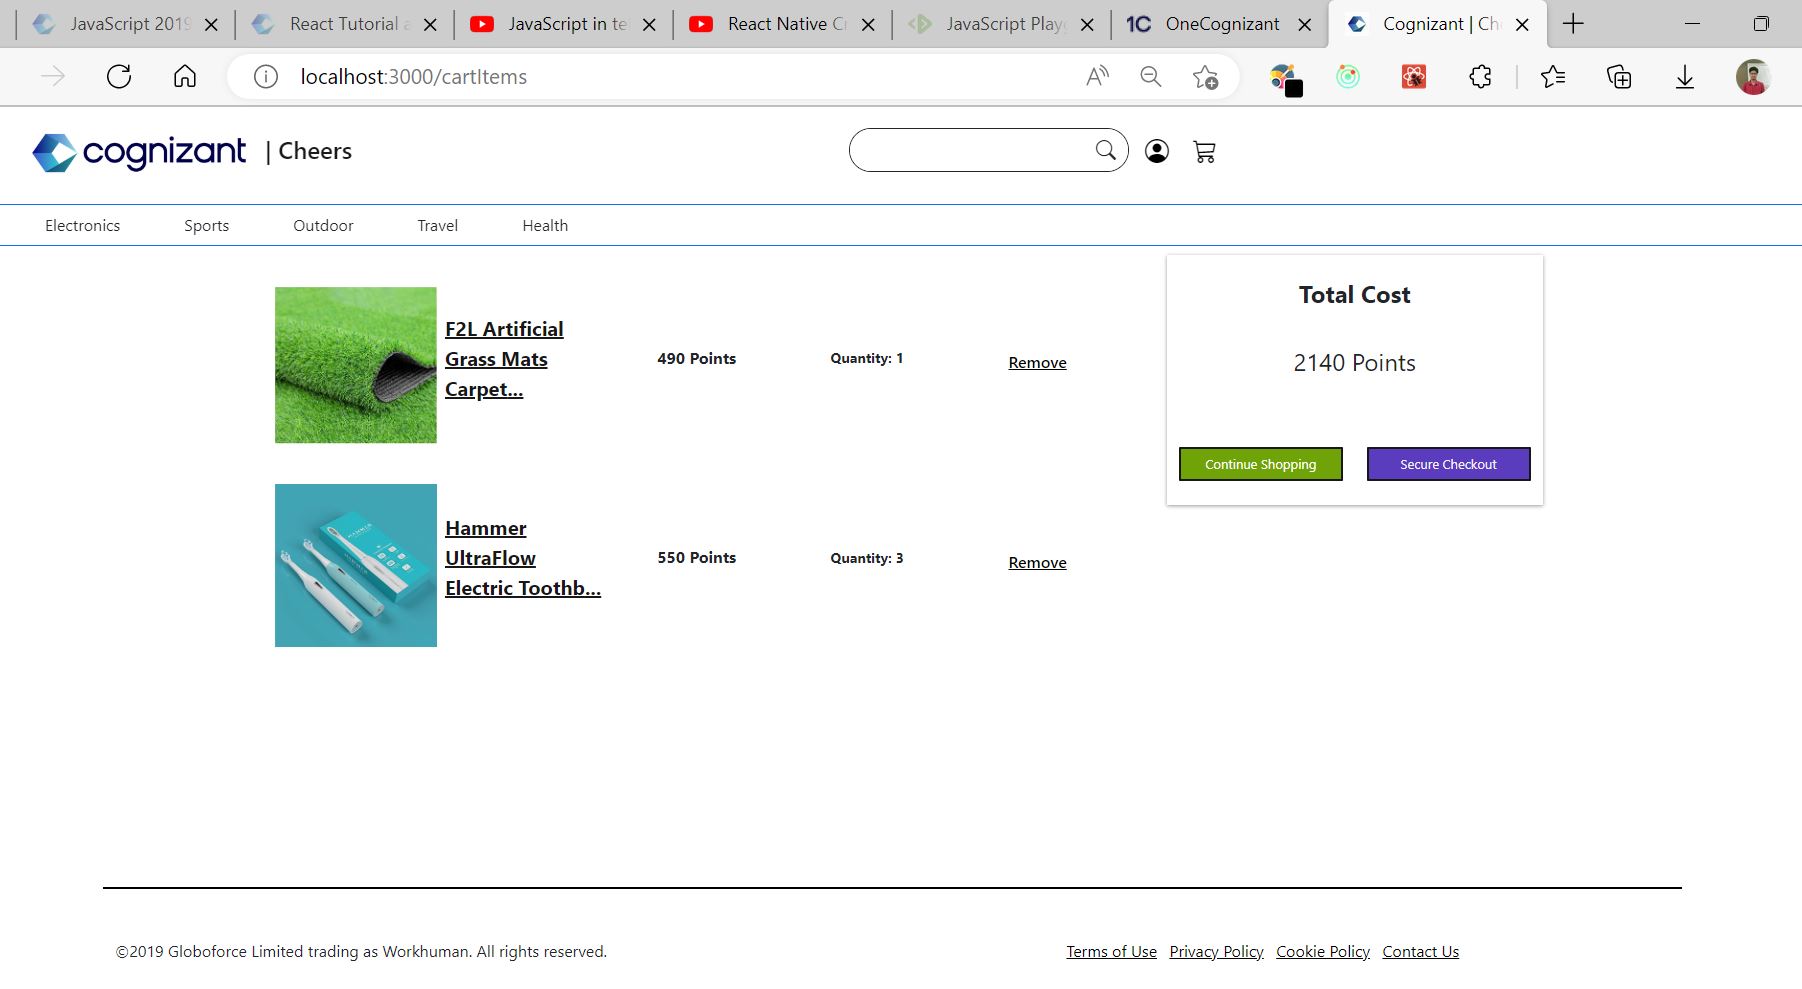 JavaScript 2019
React Tutorial a
JavaScript in te
React Native Cr
JavaScript Playg
1C OneCognizant
Cognizant | Che
localhost:3000/cartItems
cognizant | Cheers
Electronics Sports Outdoor Travel Health
F2L Artificial
Grass Mats
Carpet...
490 Points
Quantity: 1
Remove
Hammer
UltraFlow
Electric Toothb...
550 Points
Quantity: 3
Remove
Total Cost
2140 Points
Continue Shopping
Secure Checkout
©2019 Globoforce Limited trading as Workhuman. All rights reserved.
Terms of Use Privacy Policy Cookie Policy Contact Us